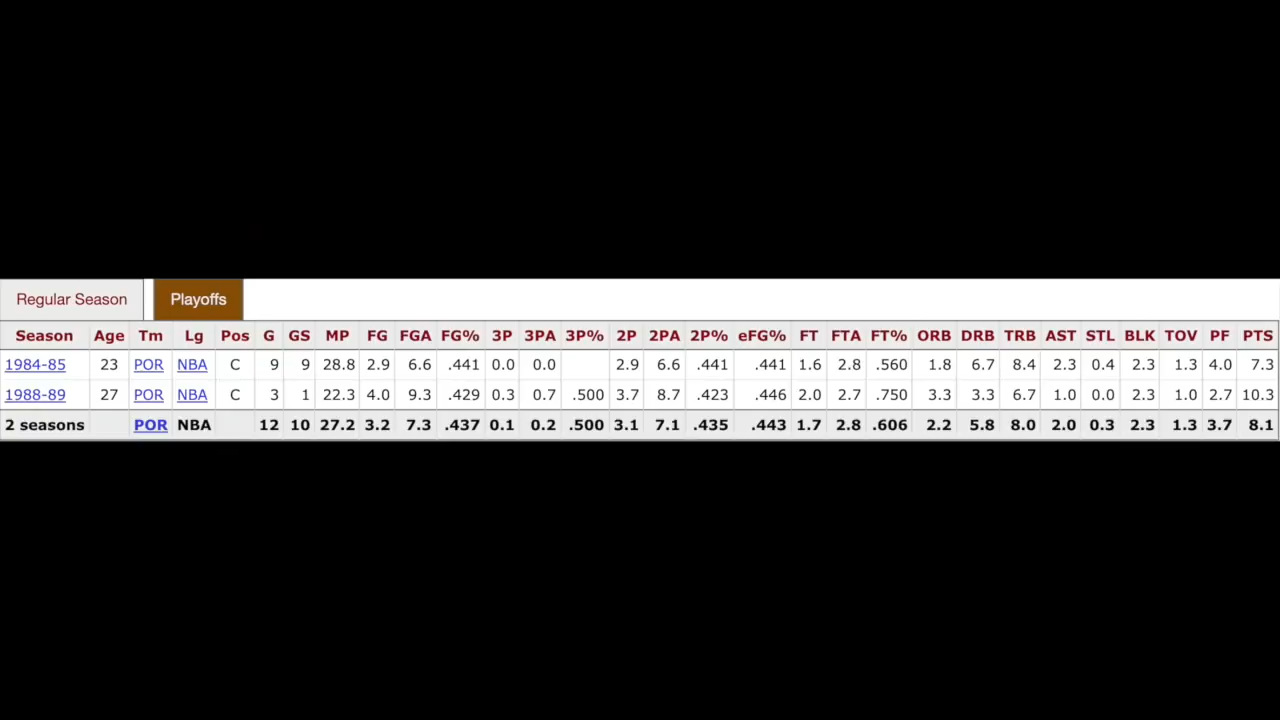 Regular Season Playoffs
Season Age Tm Lg Pos G GS MP FG FGA FG% 3P 3PA 3P% 2P 2PA 2P% eFG% FT FTA FT% ORB DRB TRB AST STL BLK TOV PF PTS
1984-85 23 POR NBA C 9 9 28.8 2.9 6.6 .441 0.0 0.0 2.9 6.6 .441 .441 1.6 2.8 .560 1.8 6.7 8.4 2.3 0.4 2.3 1.3 4.0 7.3
1988-89 27 POR NBA C 3 1 22.3 4.0 9.3 .429 0.3 0.7 .500 3.7 8.7 .423 .446 2.0 2.7 .750 3.3 3.3 6.7 1.0 0.0 2.3 1.0 2.7 10.3
2 seasons POR NBA 12 10 27.2 3.2 7.3 .437 0.1 0.2 .500 3.1 7.1 .435 .443 1.7 2.8 .606 2.2 5.8 8.0 2.0 0.3 2.3 1.3 3.7 8.1